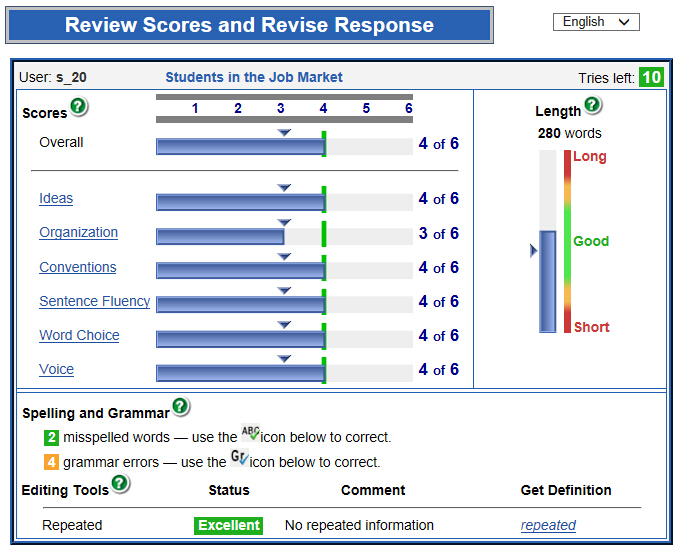 Review Scores and Revise Response
English
User: s_20 Students in the Job Market Tries left: 10
Scores 1 2 3 4 5 6
Length
280 words
Overall 4 of 6
Long
Ideas 4 of 6
Organization 3 of 6
Good
Conventions 4 of 6
Sentence Fluency 4 of 6
Short
Word Choice 4 of 6
Voice 4 of 6
Spelling and Grammar
2 misspelled words — use the ABC icon below to correct.
4 grammar errors — use the Gr icon below to correct.
Editing Tools Status Comment Get Definition
Repeated Excellent No repeated information repeated